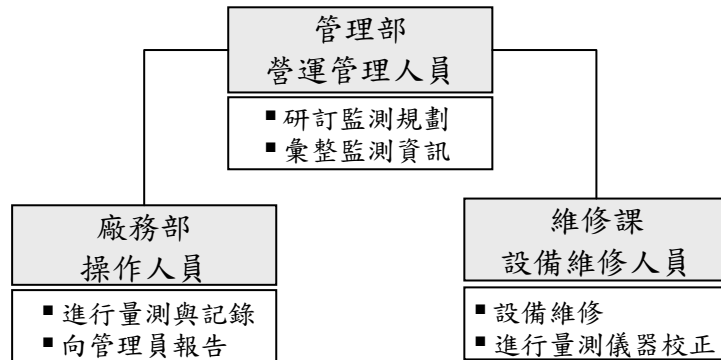 管理部
營運管理人員
▪ 研訂監測規劃
▪ 彙整監測資訊
廠務部
操作人員
▪ 進行量測與記錄
▪ 向管理員報告
維修課
設備維修人員
▪ 設備維修
▪ 進行量測儀器校正